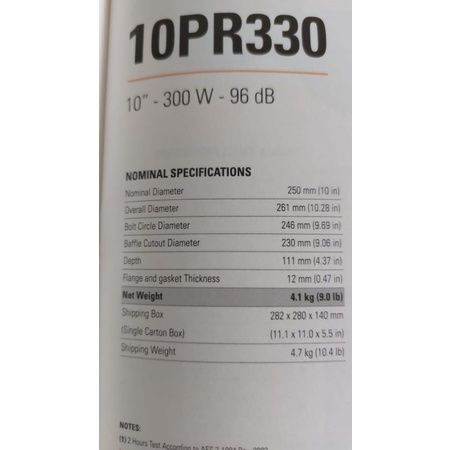 10PR330
10” - 300 W - 96 dB
NOMINAL SPECIFICATIONS
Nominal Diameter 250 mm (10 in)
Overall Diameter 261 mm (10.28 in)
Bolt Circle Diameter 246 mm (9.69 in)
Baffle Cutout Diameter 230 mm (9.06 in)
Depth 111 mm (4.37 in)
Flange and gasket Thickness 12 mm (0.47 in)
Net Weight 4.1 kg (9.0 lb)
Shipping Box 282 x 280 x 140 mm
(Single Carton Box) (11.1 x 11.0 x 5.5 in)
Shipping Weight 4.7 kg (10.4 lb)
NOTES:
(1) 2 Hours Test According to AES